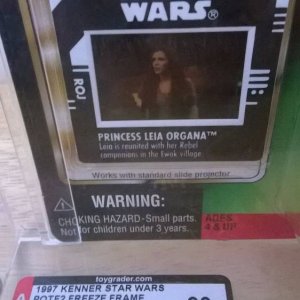 WARS®
ROJ
PRINCESS LEIA ORGANA™
Leia is reunited with her Rebel
companions in the Ewok village.
Works with standard slide projector
WARNING:
CHOKING HAZARD-Small parts.
Not for children under 3 years.
AGES
4 & UP
toygrader.com
1997 KENNER STAR WARS
POTF2 FREEZE FRAME